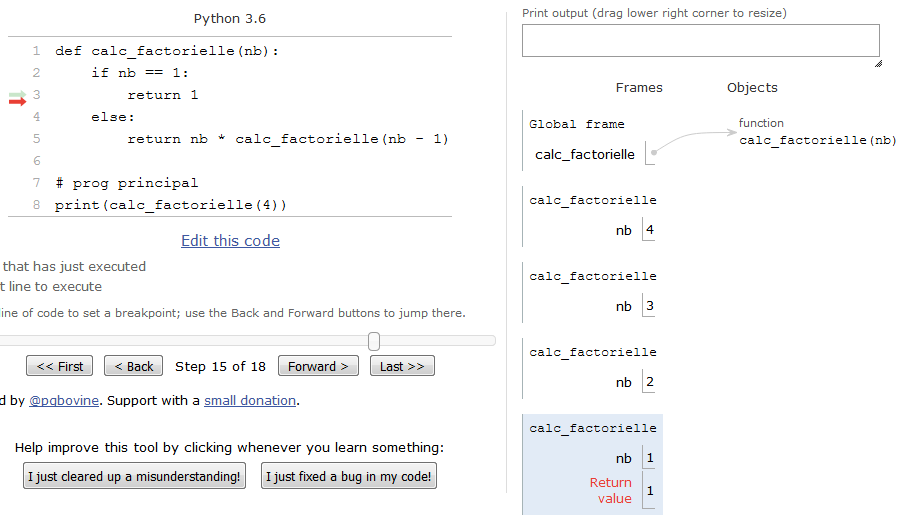 Python 3.6
1 def calc_factorielle(nb):
2     if nb == 1:
3         return 1
4     else:
5         return nb * calc_factorielle(nb - 1)
6
7 # prog principal
8 print(calc_factorielle(4))
Edit this code
that has just executed
t line to execute
line of code to set a breakpoint; use the Back and Forward buttons to jump there.
<< First
< Back
Step 15 of 18
Forward >
Last >>
d by @pgbovine. Support with a small donation.
Help improve this tool by clicking whenever you learn something:
I just cleared up a misunderstanding!
I just fixed a bug in my code!
Print output (drag lower right corner to resize)
Frames
Objects
Global frame
calc_factorielle
function
calc_factorielle(nb)
calc_factorielle
nb 4
calc_factorielle
nb 3
calc_factorielle
nb 2
calc_factorielle
nb 1
Return
value 1